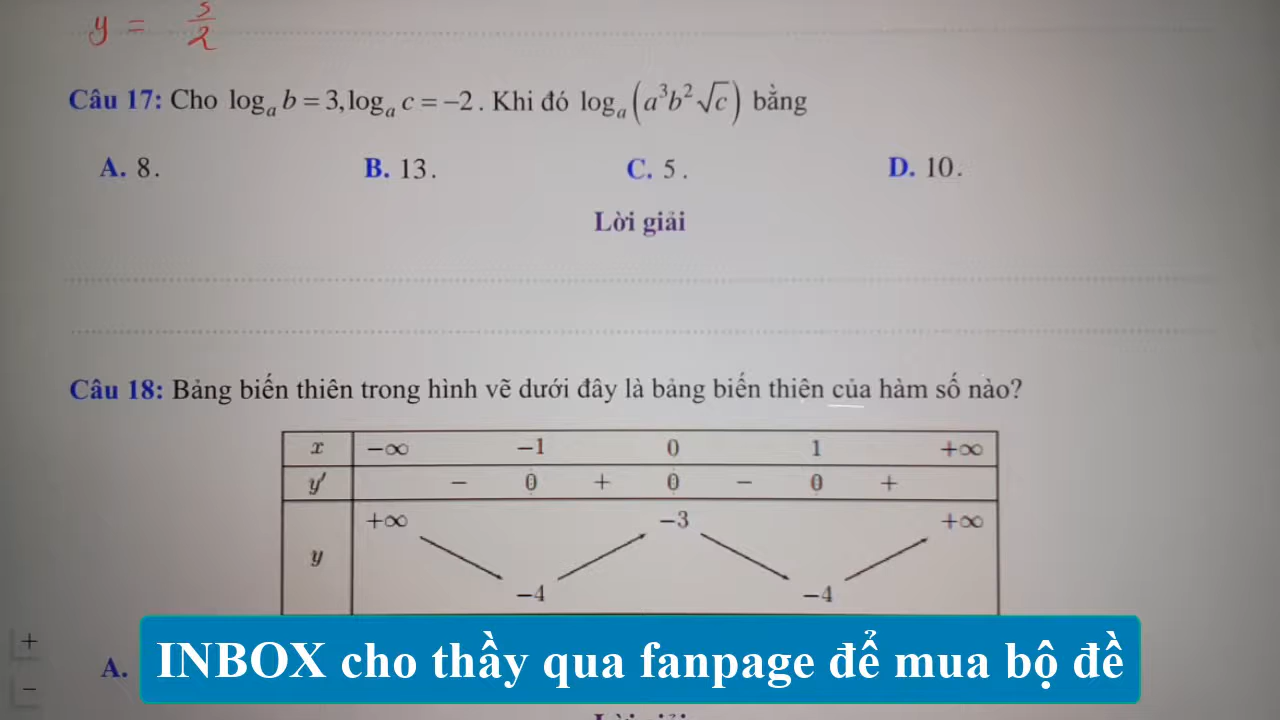 y = 5/2
Câu 17: Cho log_a b = 3, log_a c = −2. Khi đó log_a (a³b²√c) bằng
A. 8. B. 13. C. 5. D. 10.
Lời giải
Câu 18: Bảng biến thiên trong hình vẽ dưới đây là bảng biến thiên của hàm số nào?
x −∞ −1 0 1 +∞
y′ − 0 + 0 − 0 +
+∞ −3 +∞
y
−4 −4
+
A.
INBOX cho thầy qua fanpage để mua bộ đề
−
Lời giải